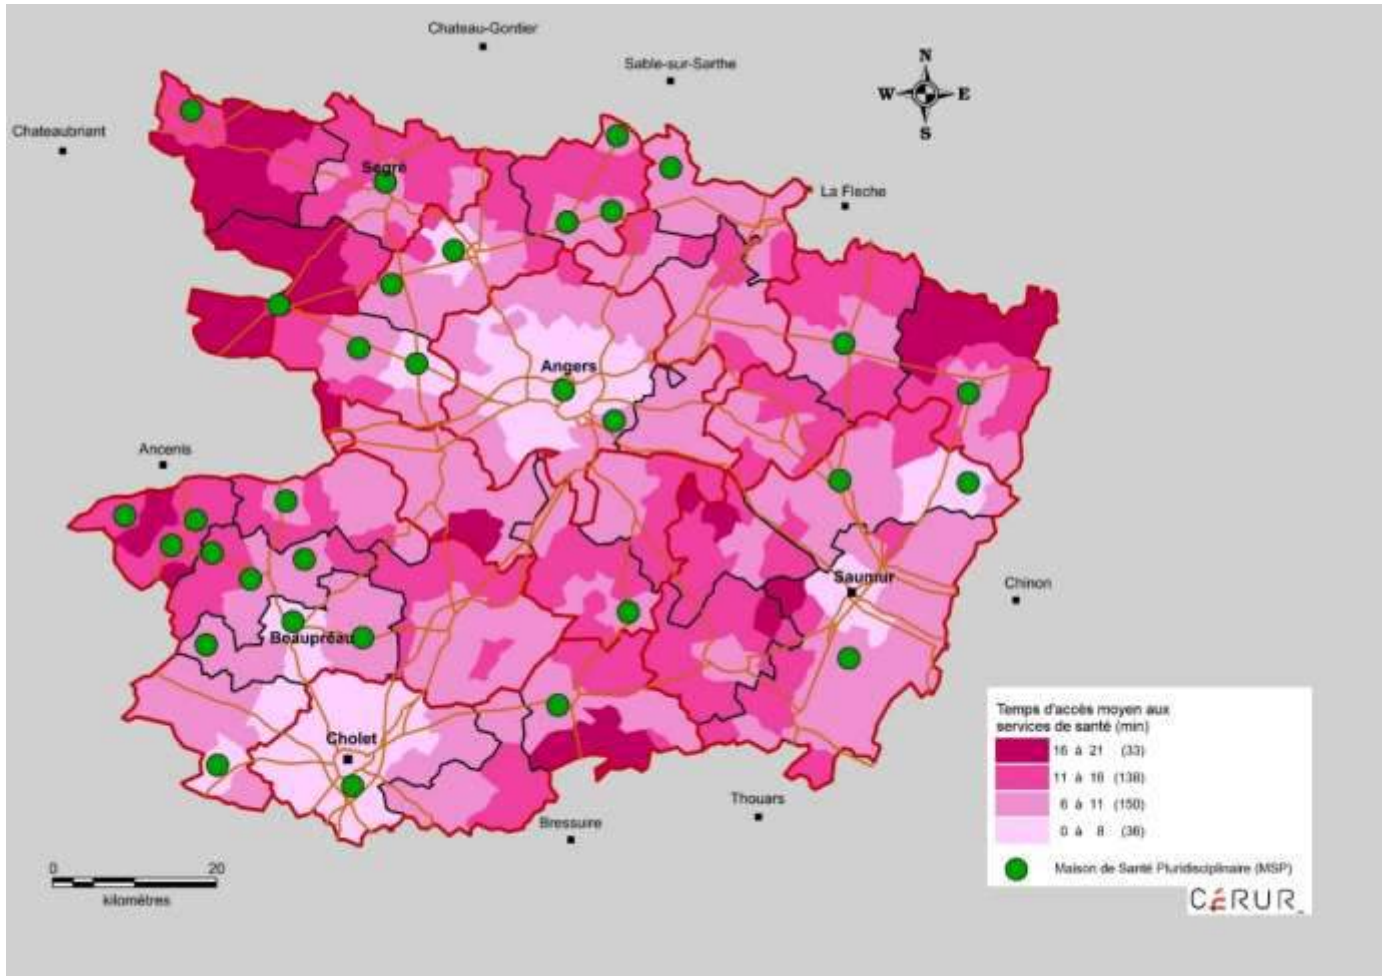 Chateau-Gontier
Sable-sur-Sarthe
N
W E
S
Chateaubriant
Segre
La Fleche
Angers
Ancenis
Saumur
Chinon
Beaupréau
Cholet
Thouars
Bressuire
Temps d'accès moyen aux
services de santé (min)
16 à 21 (33)
11 à 16 (138)
6 à 11 (150)
0 à 8 (36)
Maison de Santé Pluridisciplinaire (MSP)
CÉRUR
0 20
kilomètres